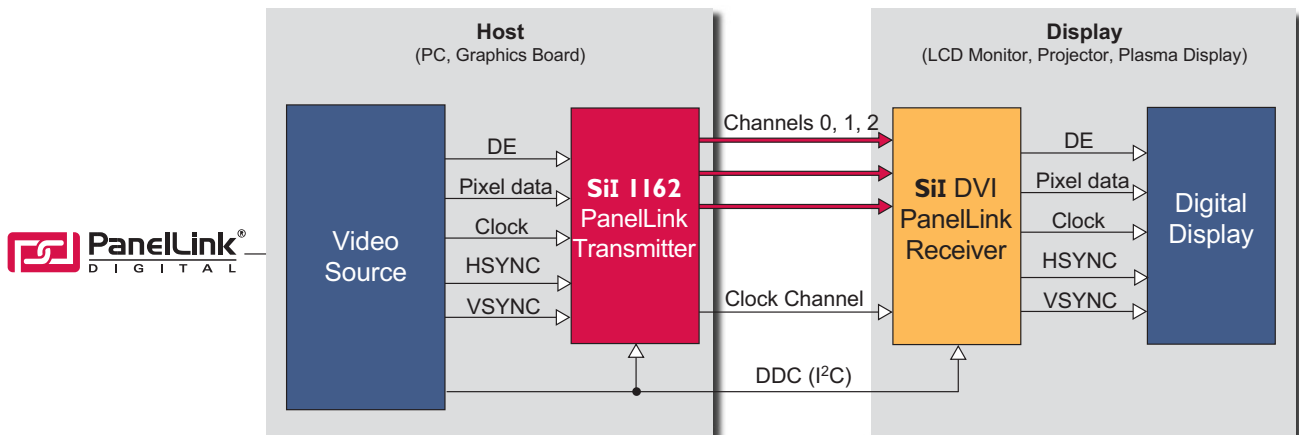 Host
(PC, Graphics Board)
Display
(LCD Monitor, Projector, Plasma Display)
PanelLink®
DIGITAL
Video
Source
DE
Pixel data
Clock
HSYNC
VSYNC
SiI 1162
PanelLink
Transmitter
Channels 0, 1, 2
Clock Channel
DDC (I²C)
SiI DVI
PanelLink
Receiver
DE
Pixel data
Clock
HSYNC
VSYNC
Digital
Display